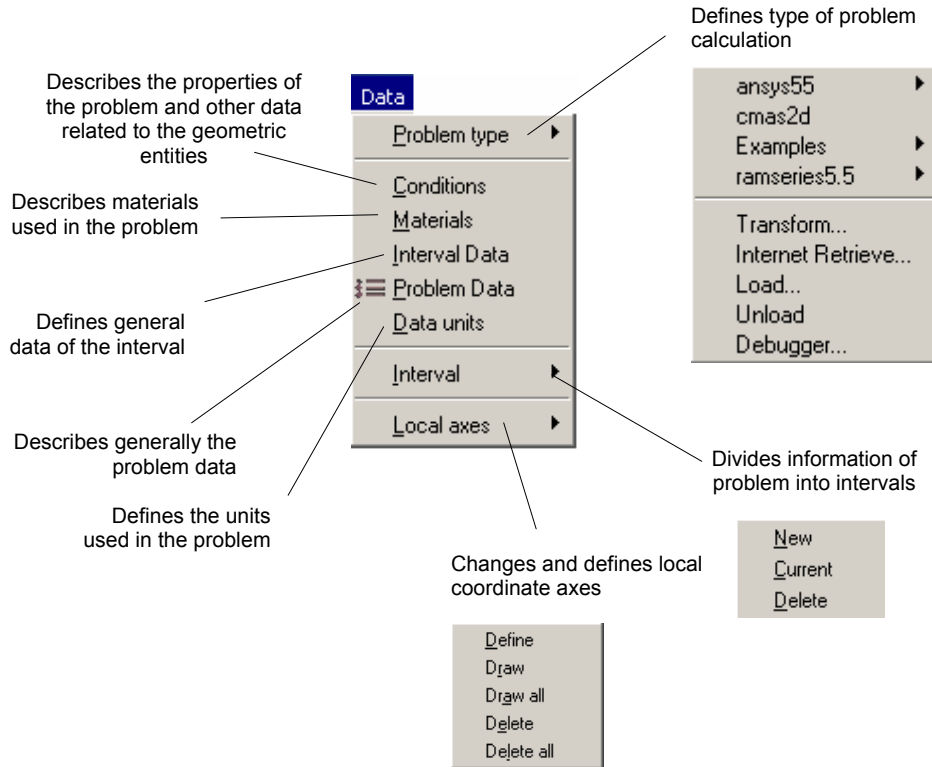 Defines type of problem
calculation
Describes the properties of
the problem and other data
related to the geometric
entities
Describes materials
used in the problem
Defines general
data of the interval
Describes generally the
problem data
Defines the units
used in the problem
Data
Problem type
Conditions
Materials
Interval Data
Problem Data
Data units
Interval
Local axes
ansys55
cmas2d
Examples
ramseries5.5
Transform...
Internet Retrieve...
Load...
Unload
Debugger...
Divides information of
problem into intervals
New
Current
Delete
Changes and defines local
coordinate axes
Define
Draw
Draw all
Delete
Delete all